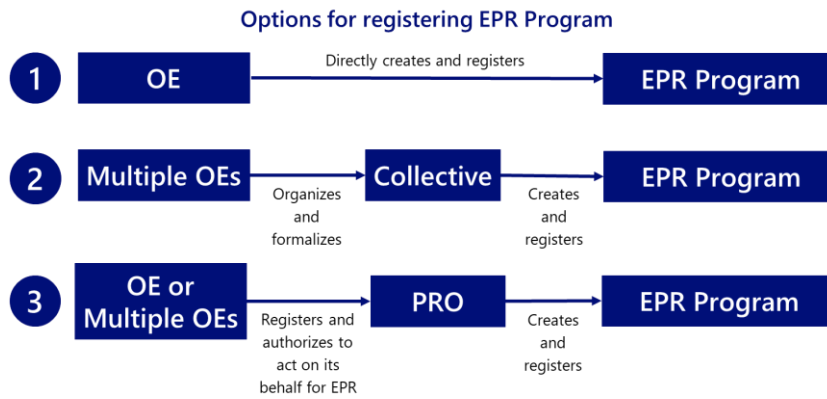 Options for registering EPR Program
1
OE
Directly creates and registers
EPR Program
2
Multiple OEs
Organizes
and
formalizes
Collective
Creates
and
registers
EPR Program
3
OE or
Multiple OEs
Registers and
authorizes to
act on its
behalf for EPR
PRO
Creates
and
registers
EPR Program